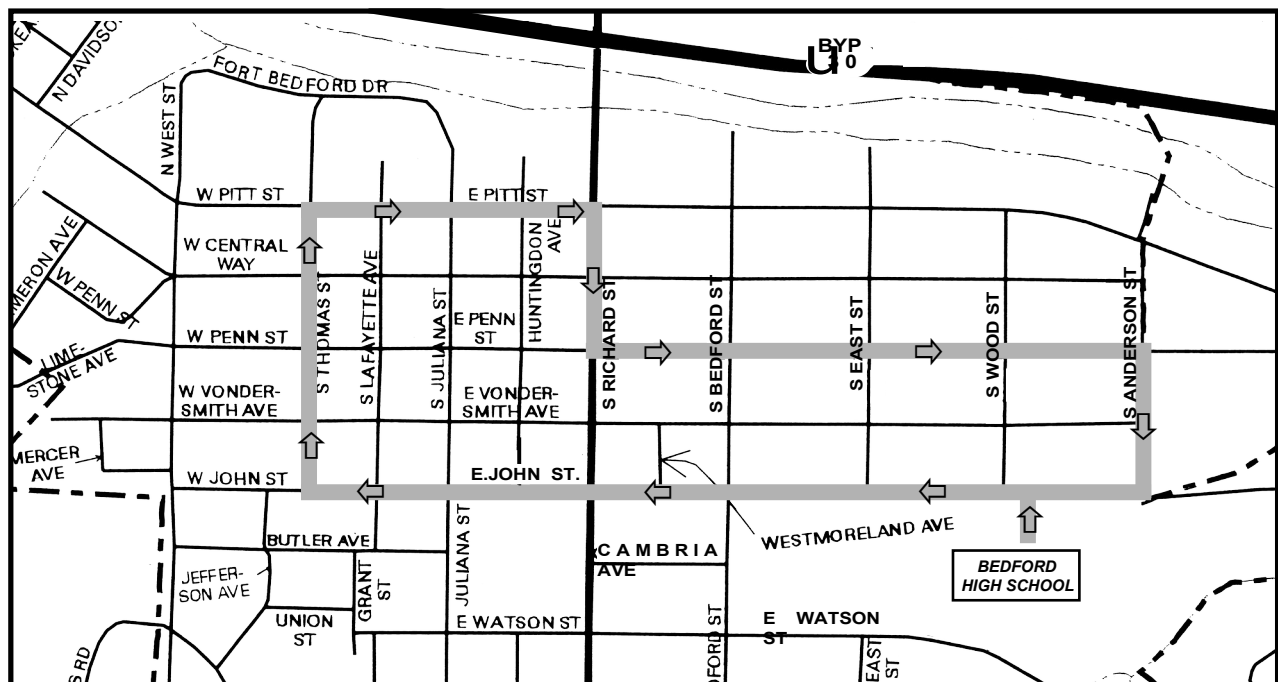 BYP
U
30
N DAVIDSO
FORT BEDFORD DR
N WEST ST
W PITT ST
E PITT ST
W CENTRAL
WAY
HUNTINGDON
AVE
MERON AVE
W PENN ST
W PENN ST
E PENN
ST
S THOMAS S
S LAFAYETTE AVE
S JULIANA ST
S RICHARD ST
S BEDFORD ST
S EAST ST
S WOOD ST
S ANDERSON ST
LIME-
STONE AVE
W VONDER-
SMITH AVE
E VONDER-
SMITH AVE
MERCER
AVE
W JOHN ST
E.JOHN ST.
WESTMORELAND AVE
BUTLER AVE
JULIANA ST
CAMBRIA
AVE
BEDFORD
HIGH SCHOOL
JEFFER-
SON AVE
GRANT
ST
UNION
ST
E WATSON ST
E WATSON
ST
DFORD ST
EAST
ST
S RD